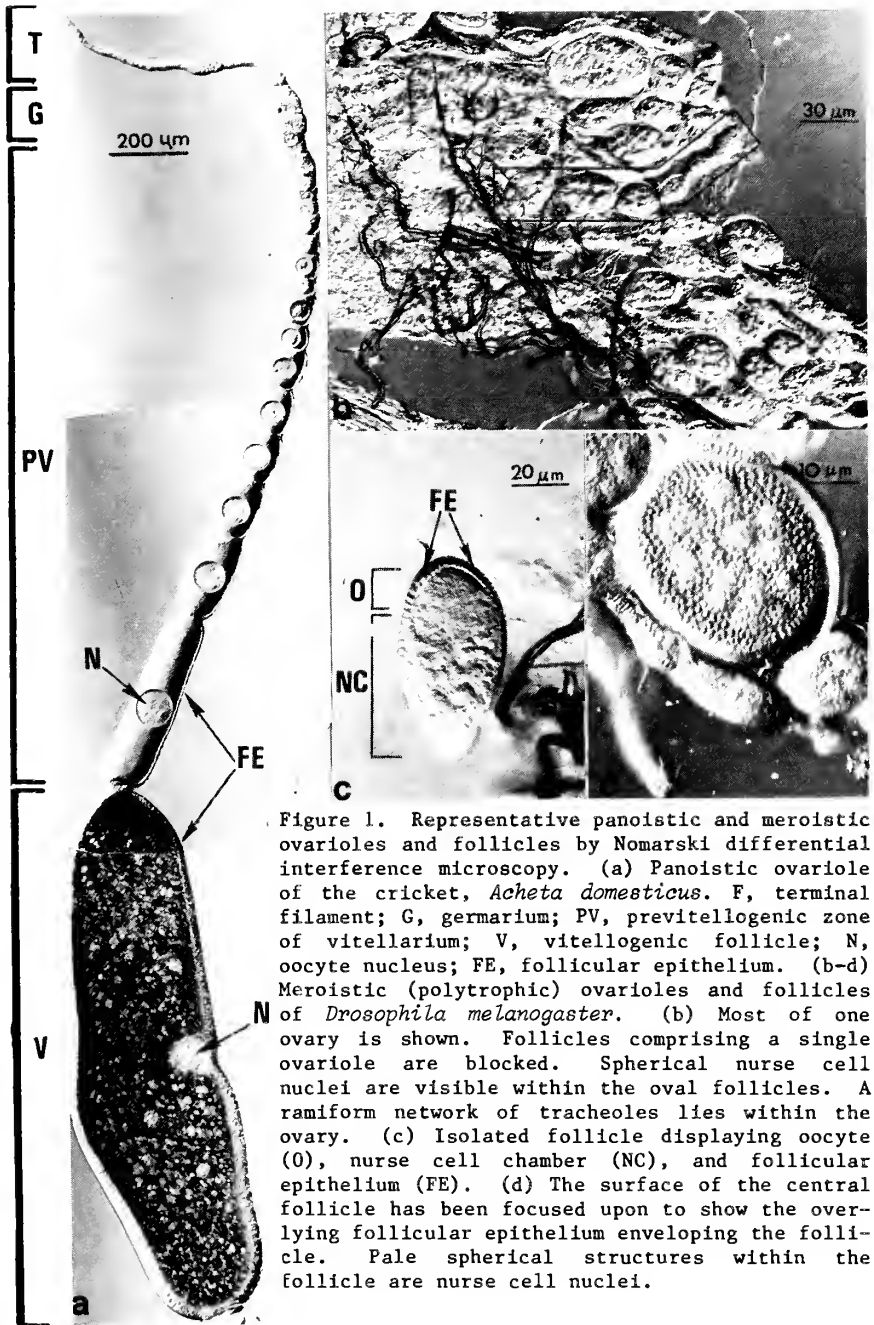 T
G
200 µm
PV
N
FE
N
V
a
30 µm
b
20 µm
FE
O
NC
c
10 µm
Figure 1. Representative panoistic and meroistic
ovarioles and follicles by Nomarski differential
interference microscopy. (a) Panoistic ovariole
of the cricket, Acheta domesticus. F, terminal
filament; G, germarium; PV, previtellogenic zone
of vitellarium; V, vitellogenic follicle; N,
oocyte nucleus; FE, follicular epithelium. (b-d)
Meroistic (polytrophic) ovarioles and follicles
of Drosophila melanogaster. (b) Most of one
ovary is shown. Follicles comprising a single
ovariole are blocked. Spherical nurse cell
nuclei are visible within the oval follicles. A
ramiform network of tracheoles lies within the
ovary. (c) Isolated follicle displaying oocyte
(O), nurse cell chamber (NC), and follicular
epithelium (FE). (d) The surface of the central
follicle has been focused upon to show the over-
lying follicular epithelium enveloping the folli-
cle. Pale spherical structures within the
follicle are nurse cell nuclei.